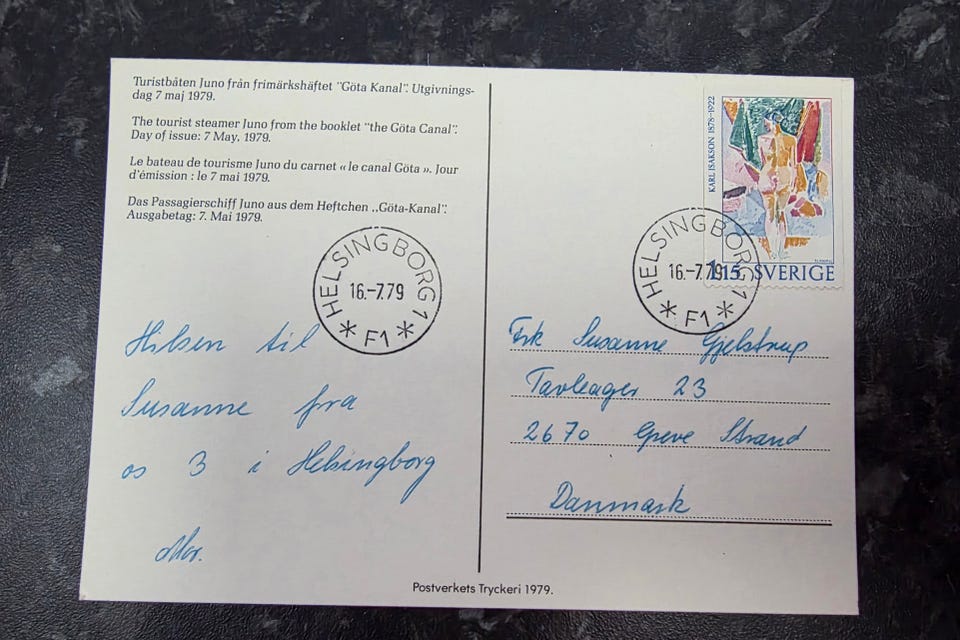 Turistbåten Juno från frimärkshäftet "Göta Kanal". Utgivnings-
dag 7 maj 1979.
The tourist steamer Juno from the booklet "the Göta Canal".
Day of issue: 7 May, 1979.
Le bateau de tourisme Juno du carnet « le canal Göta ». Jour
d'émission : le 7 mai 1979.
Das Passagierschiff Juno aus dem Heftchen „Göta-Kanal".
Ausgabetag: 7. Mai 1979.
HELSINGBORG 1
16.-7.79
* F1 *
Hilsen til
Susanne fra
os 3 i Helsingborg
Mor.
KARL ISAKSON 1878-1922
1.15 SVERIGE
HELSINGBORG 1
16.-7.79
* F1 *
Frk Susanne Gjelstrup
Tavleager 23
2670 Greve Strand
Danmark
Postverkets Tryckeri 1979.